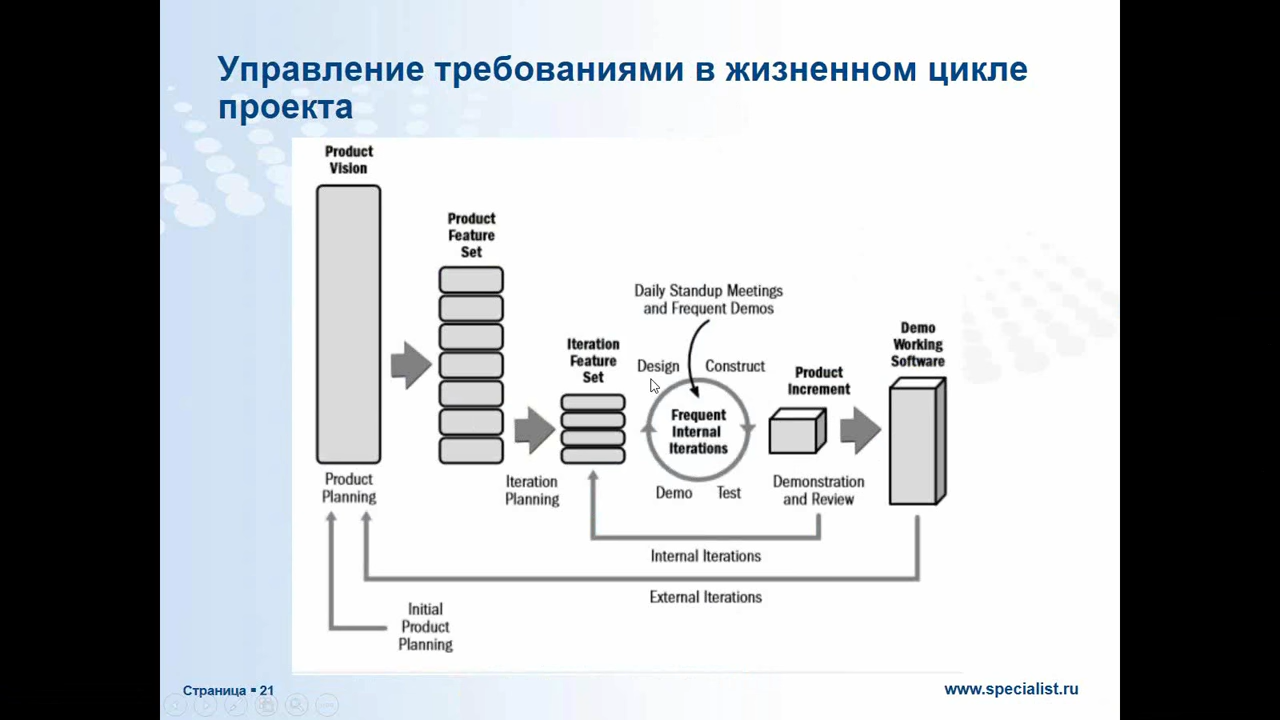 Управление требованиями в жизненном цикле
проекта
Product
Vision
Product
Feature
Set
Daily Standup Meetings
and Frequent Demos
Iteration
Feature
Set
Design
Construct
Frequent
Internal
Iterations
Demo
Test
Product
Increment
Demo
Working
Software
Product
Planning
Iteration
Planning
Demonstration
and Review
Internal Iterations
External Iterations
Initial
Product
Planning
Страница ▪ 21
www.specialist.ru